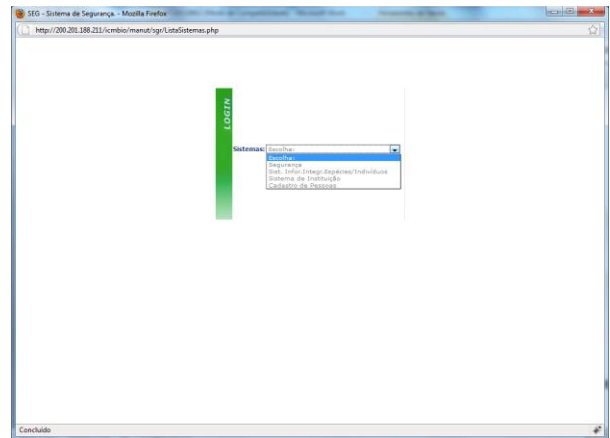 SEG - Sistema de Segurança. - Mozilla Firefox
http://200.201.188.211/icmbio/manut/sgr/ListaSistemas.php
LOGIN
Sistemas: Escolha:
Escolha:
Segurança
Sist. Infor.Integr.Espécies/Indivíduos
Sistema de Instituição
Cadastro de Pessoas
Concluído